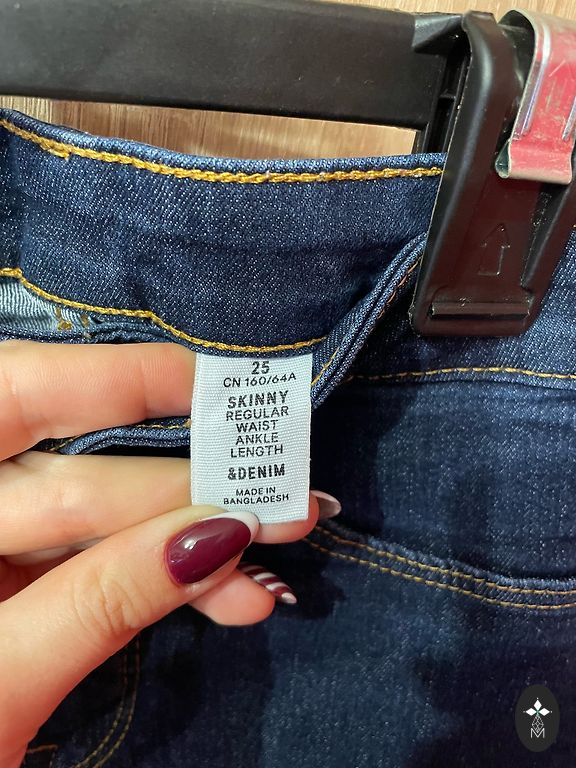 25
CN 160/64A
SKINNY
REGULAR
WAIST
ANKLE
LENGTH
&DENIM
MADE IN
BANGLADESH